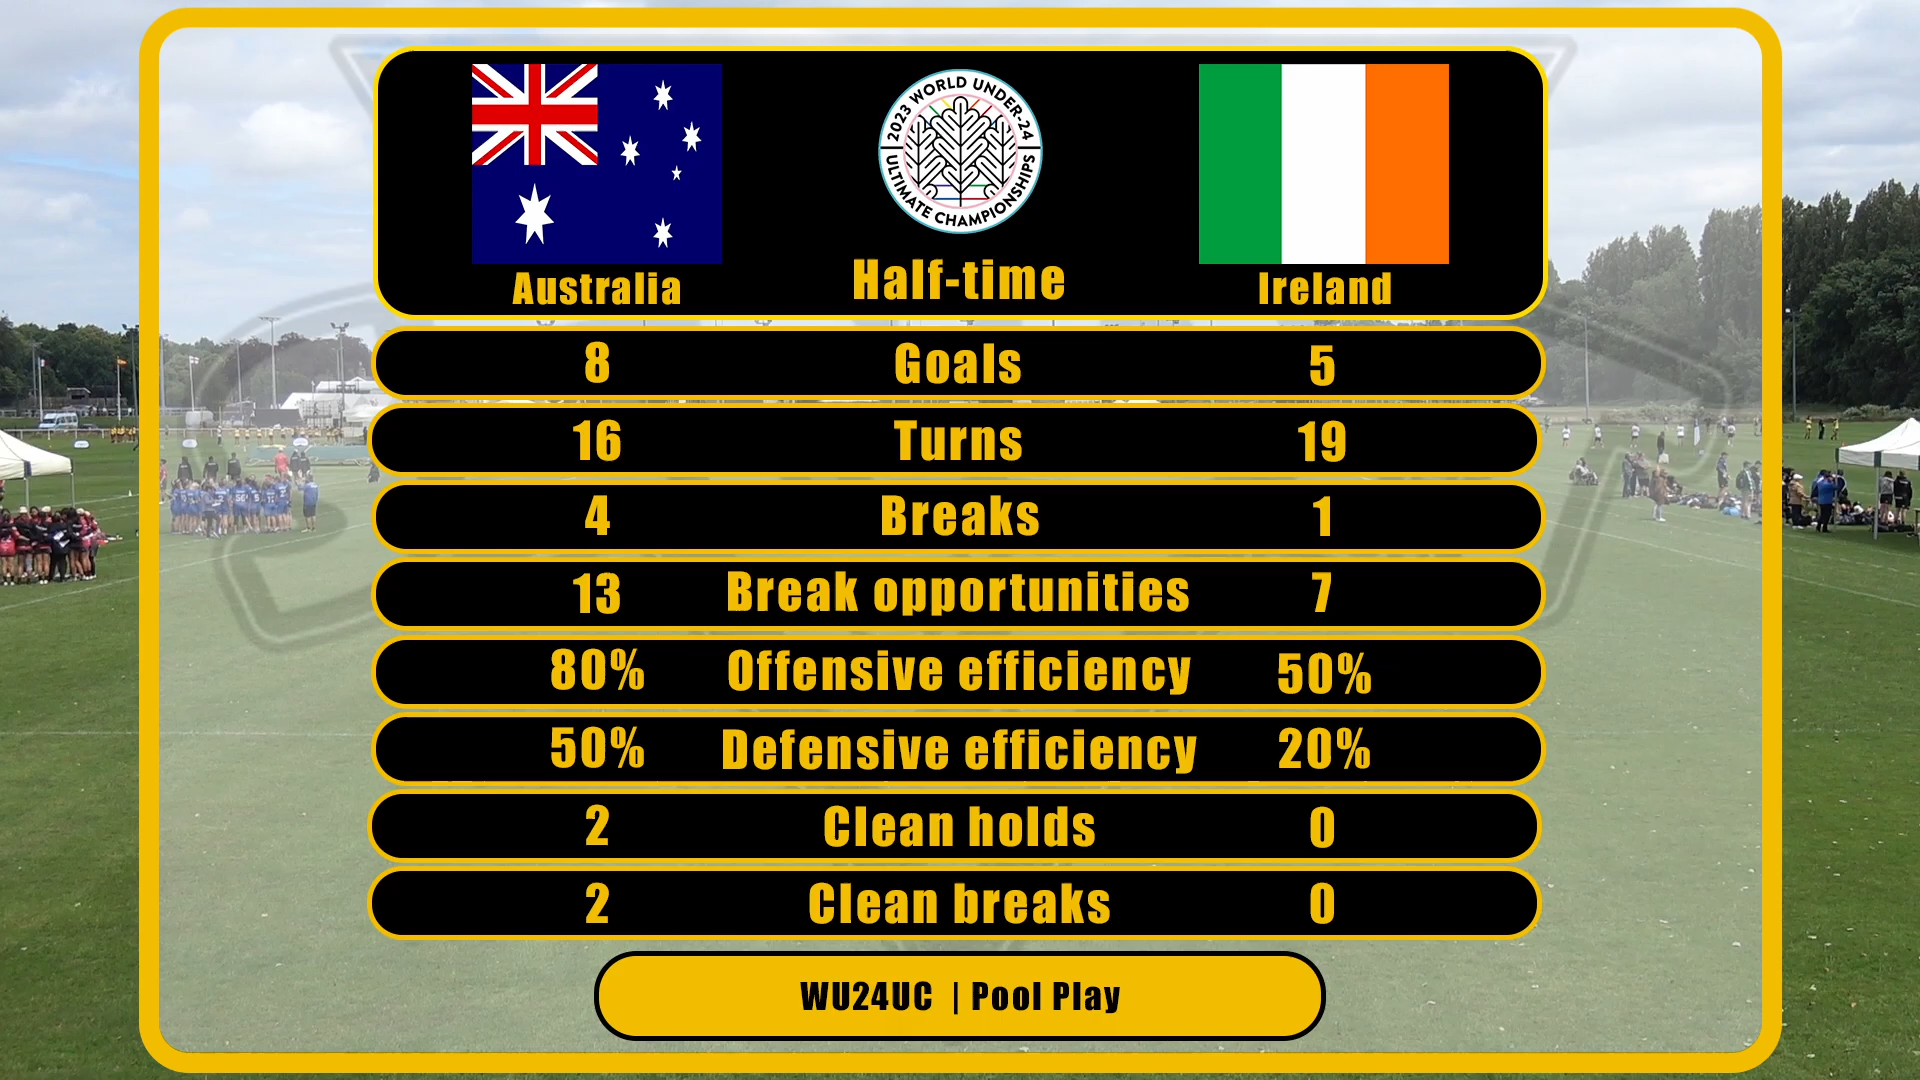 2023 WORLD UNDER-24
ULTIMATE CHAMPIONSHIPS
Australia Half-time Ireland
8 Goals 5
16 Turns 19
4 Breaks 1
13 Break opportunities 7
80% Offensive efficiency 50%
50% Defensive efficiency 20%
2 Clean holds 0
2 Clean breaks 0
WU24UC | Pool Play